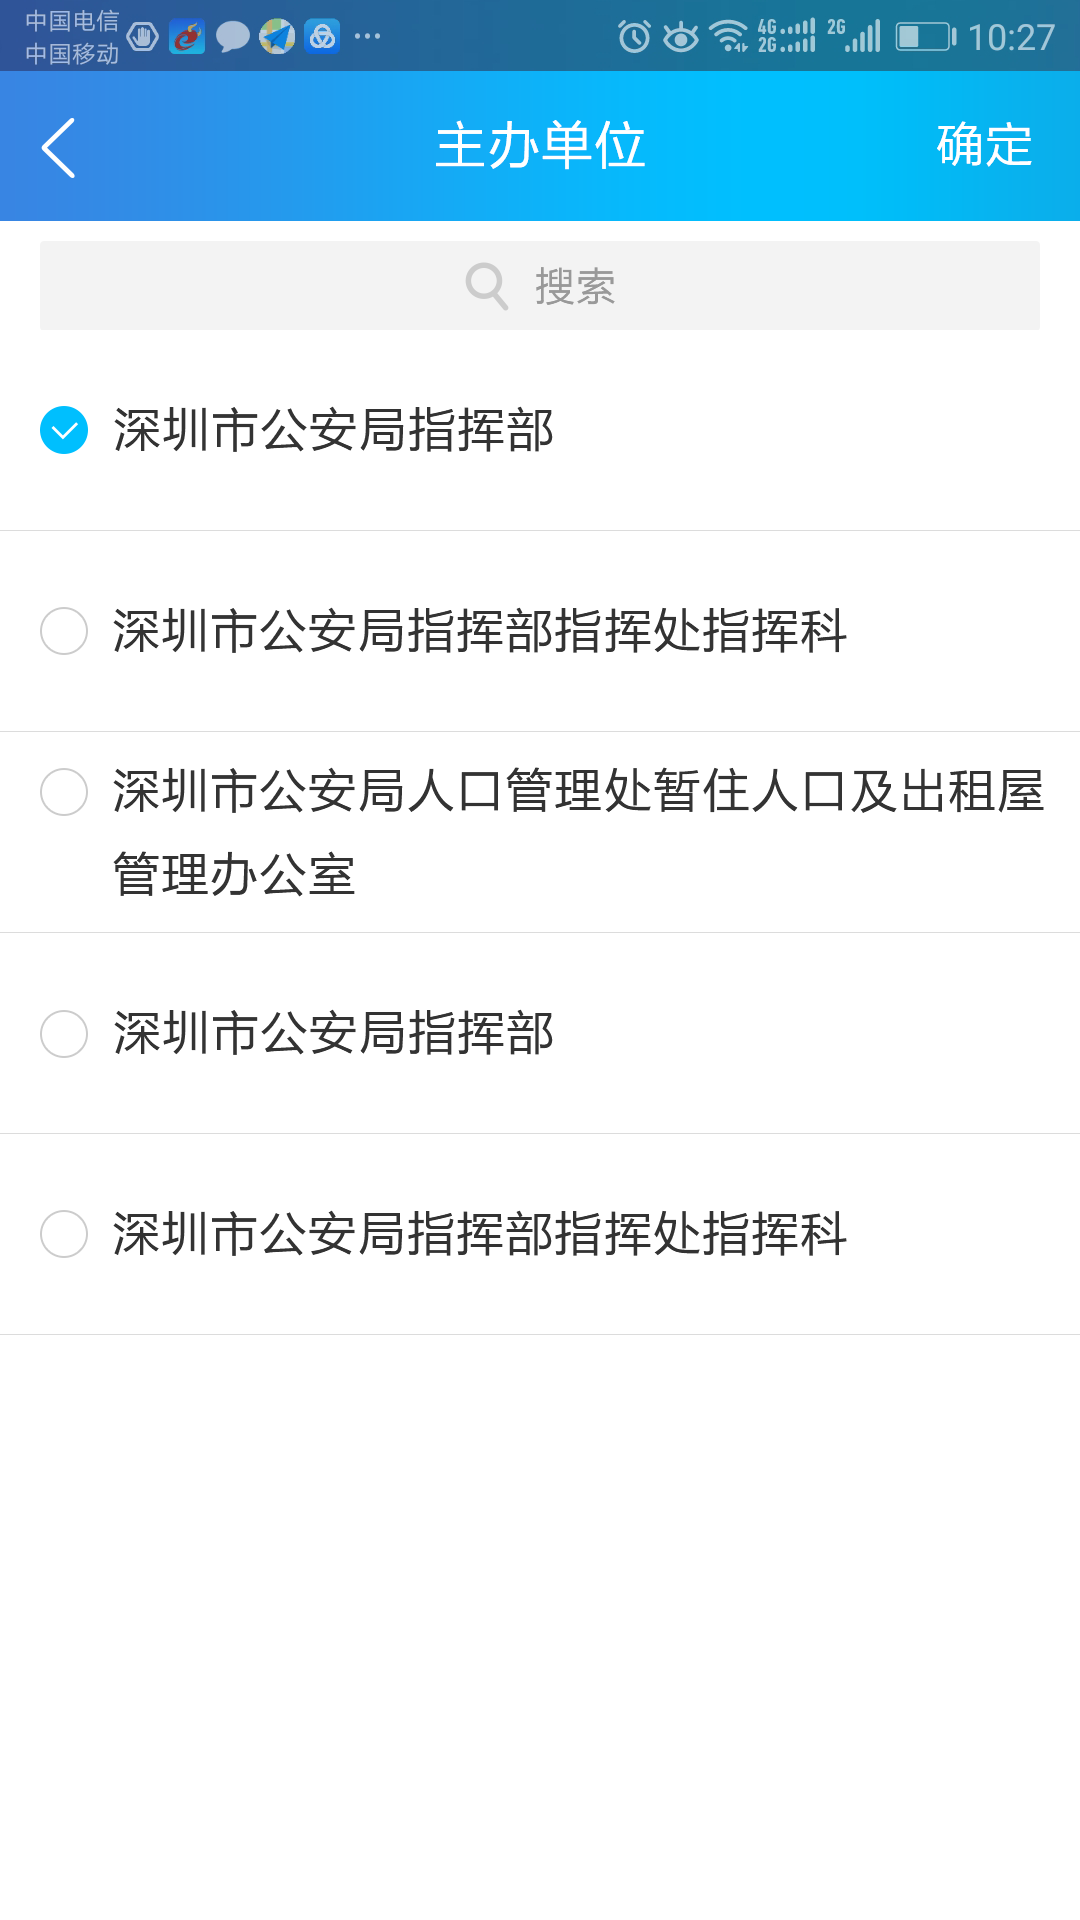 中国电信
中国移动
4G
2G
2G
10:27
主办单位
确定
搜索
深圳市公安局指挥部
深圳市公安局指挥部指挥处指挥科
深圳市公安局人口管理处暂住人口及出租屋
管理办公室
深圳市公安局指挥部
深圳市公安局指挥部指挥处指挥科